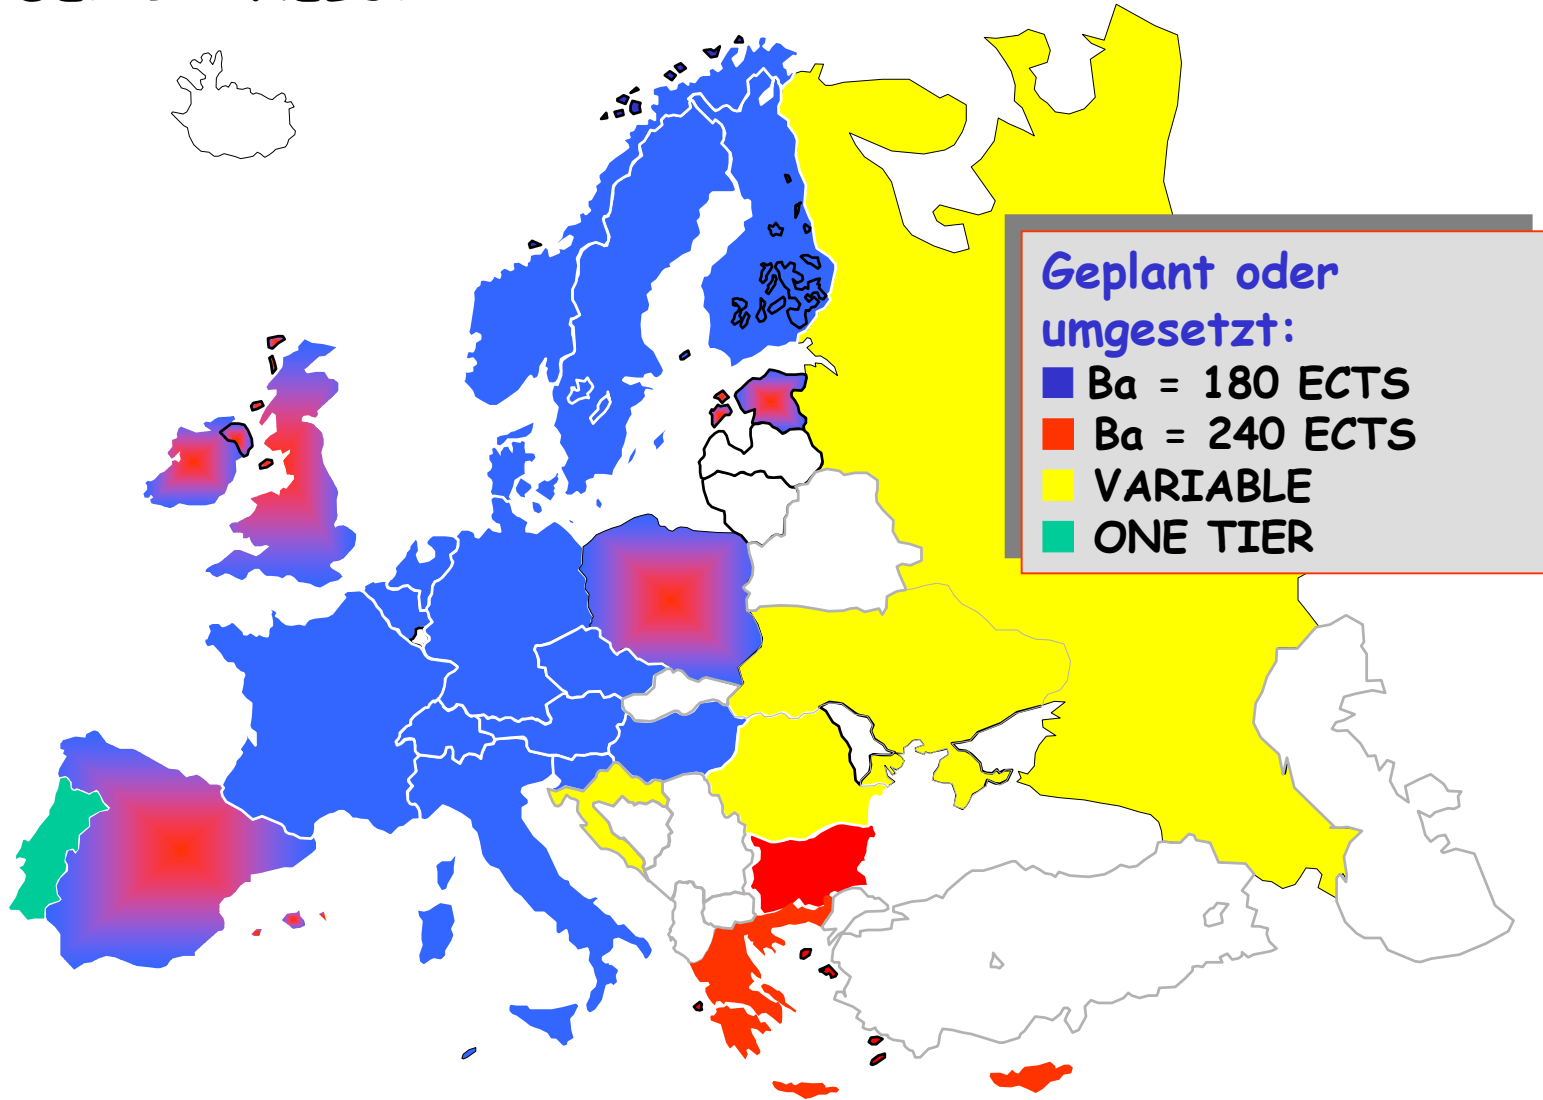 Geplant oder
umgesetzt:
Ba = 180 ECTS
Ba = 240 ECTS
VARIABLE
ONE TIER